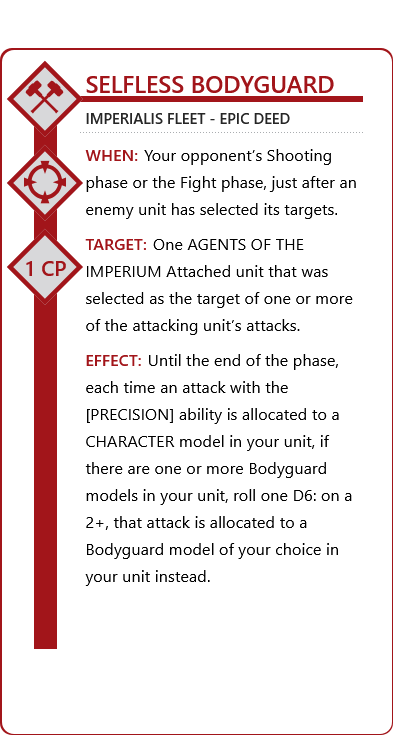 SELFLESS BODYGUARD
IMPERIALIS FLEET - EPIC DEED
WHEN: Your opponent’s Shooting
phase or the Fight phase, just after an
enemy unit has selected its targets.
1 CP
TARGET: One AGENTS OF THE
IMPERIUM Attached unit that was
selected as the target of one or more
of the attacking unit’s attacks.
EFFECT: Until the end of the phase,
each time an attack with the
[PRECISION] ability is allocated to a
CHARACTER model in your unit, if
there are one or more Bodyguard
models in your unit, roll one D6: on a
2+, that attack is allocated to a
Bodyguard model of your choice in
your unit instead.